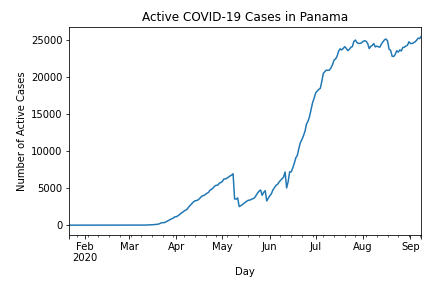 Active COVID-19 Cases in Panama
Number of Active Cases
25000
20000
15000
10000
5000
0
Feb Mar Apr May Jun Jul Aug Sep
2020
Day